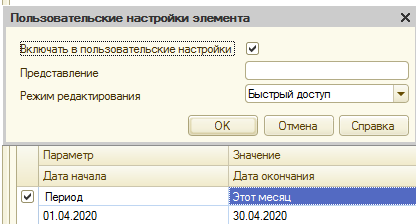 Пользовательские настройки элемента
Включать в пользовательские настройки
Представление
Режим редактирования
Быстрый доступ
OK
Отмена
Справка
Параметр
Значение
Дата начала
Дата окончания
Период
Этот месяц
01.04.2020
30.04.2020